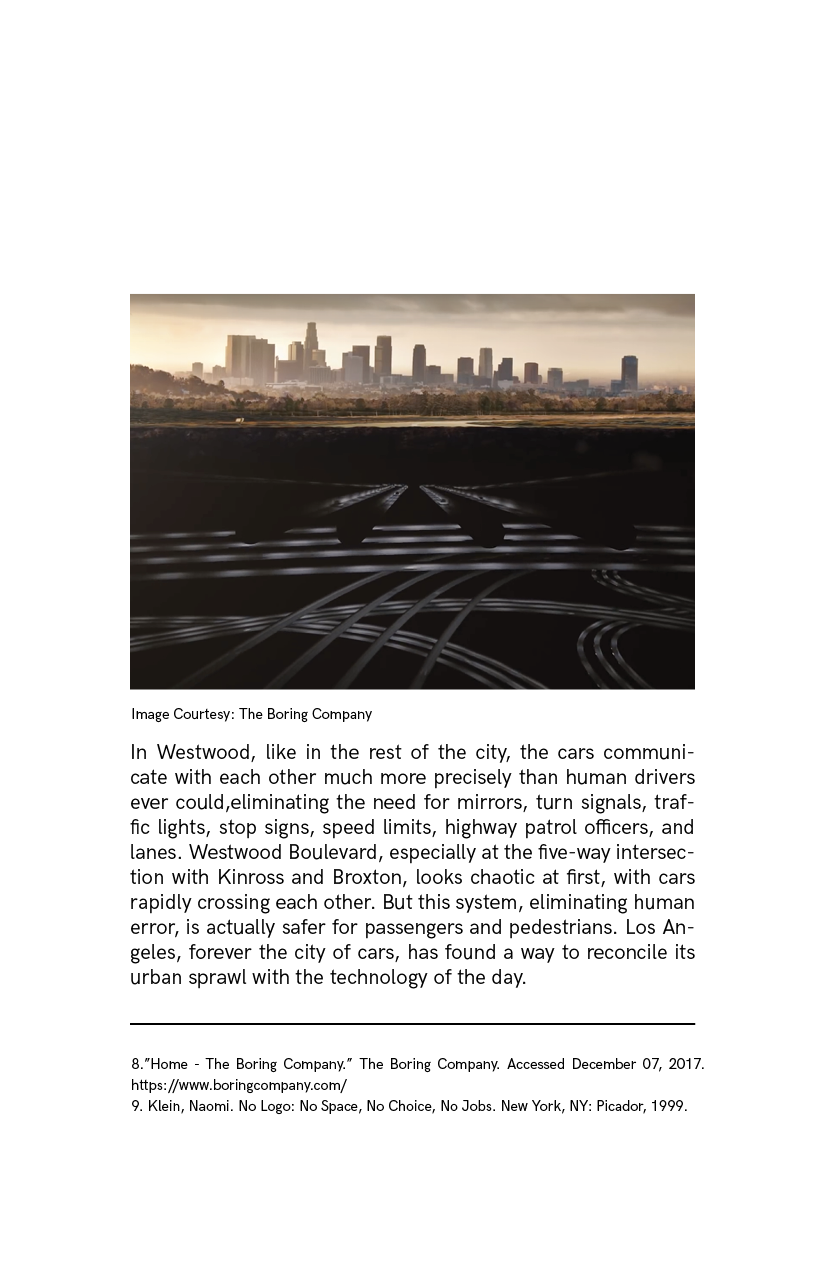 Image Courtesy: The Boring Company
In Westwood, like in the rest of the city, the cars communi-
cate with each other much more precisely than human drivers
ever could,eliminating the need for mirrors, turn signals, traf-
fic lights, stop signs, speed limits, highway patrol officers, and
lanes. Westwood Boulevard, especially at the five-way intersec-
tion with Kinross and Broxton, looks chaotic at first, with cars
rapidly crossing each other. But this system, eliminating human
error, is actually safer for passengers and pedestrians. Los An-
geles, forever the city of cars, has found a way to reconcile its
urban sprawl with the technology of the day.
8.”Home - The Boring Company.” The Boring Company. Accessed December 07, 2017.
https://www.boringcompany.com/
9. Klein, Naomi. No Logo: No Space, No Choice, No Jobs. New York, NY: Picador, 1999.